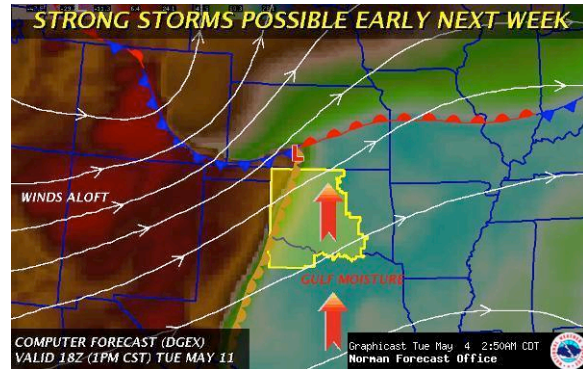 STRONG STORMS POSSIBLE EARLY NEXT WEEK
L
WINDS ALOFT
GULF MOISTURE
COMPUTER FORECAST (DGEX)
VALID 18Z (1PM CST) TUE MAY 11
Graphicast Tue May 4 2:50AM CDT
Norman Forecast Office